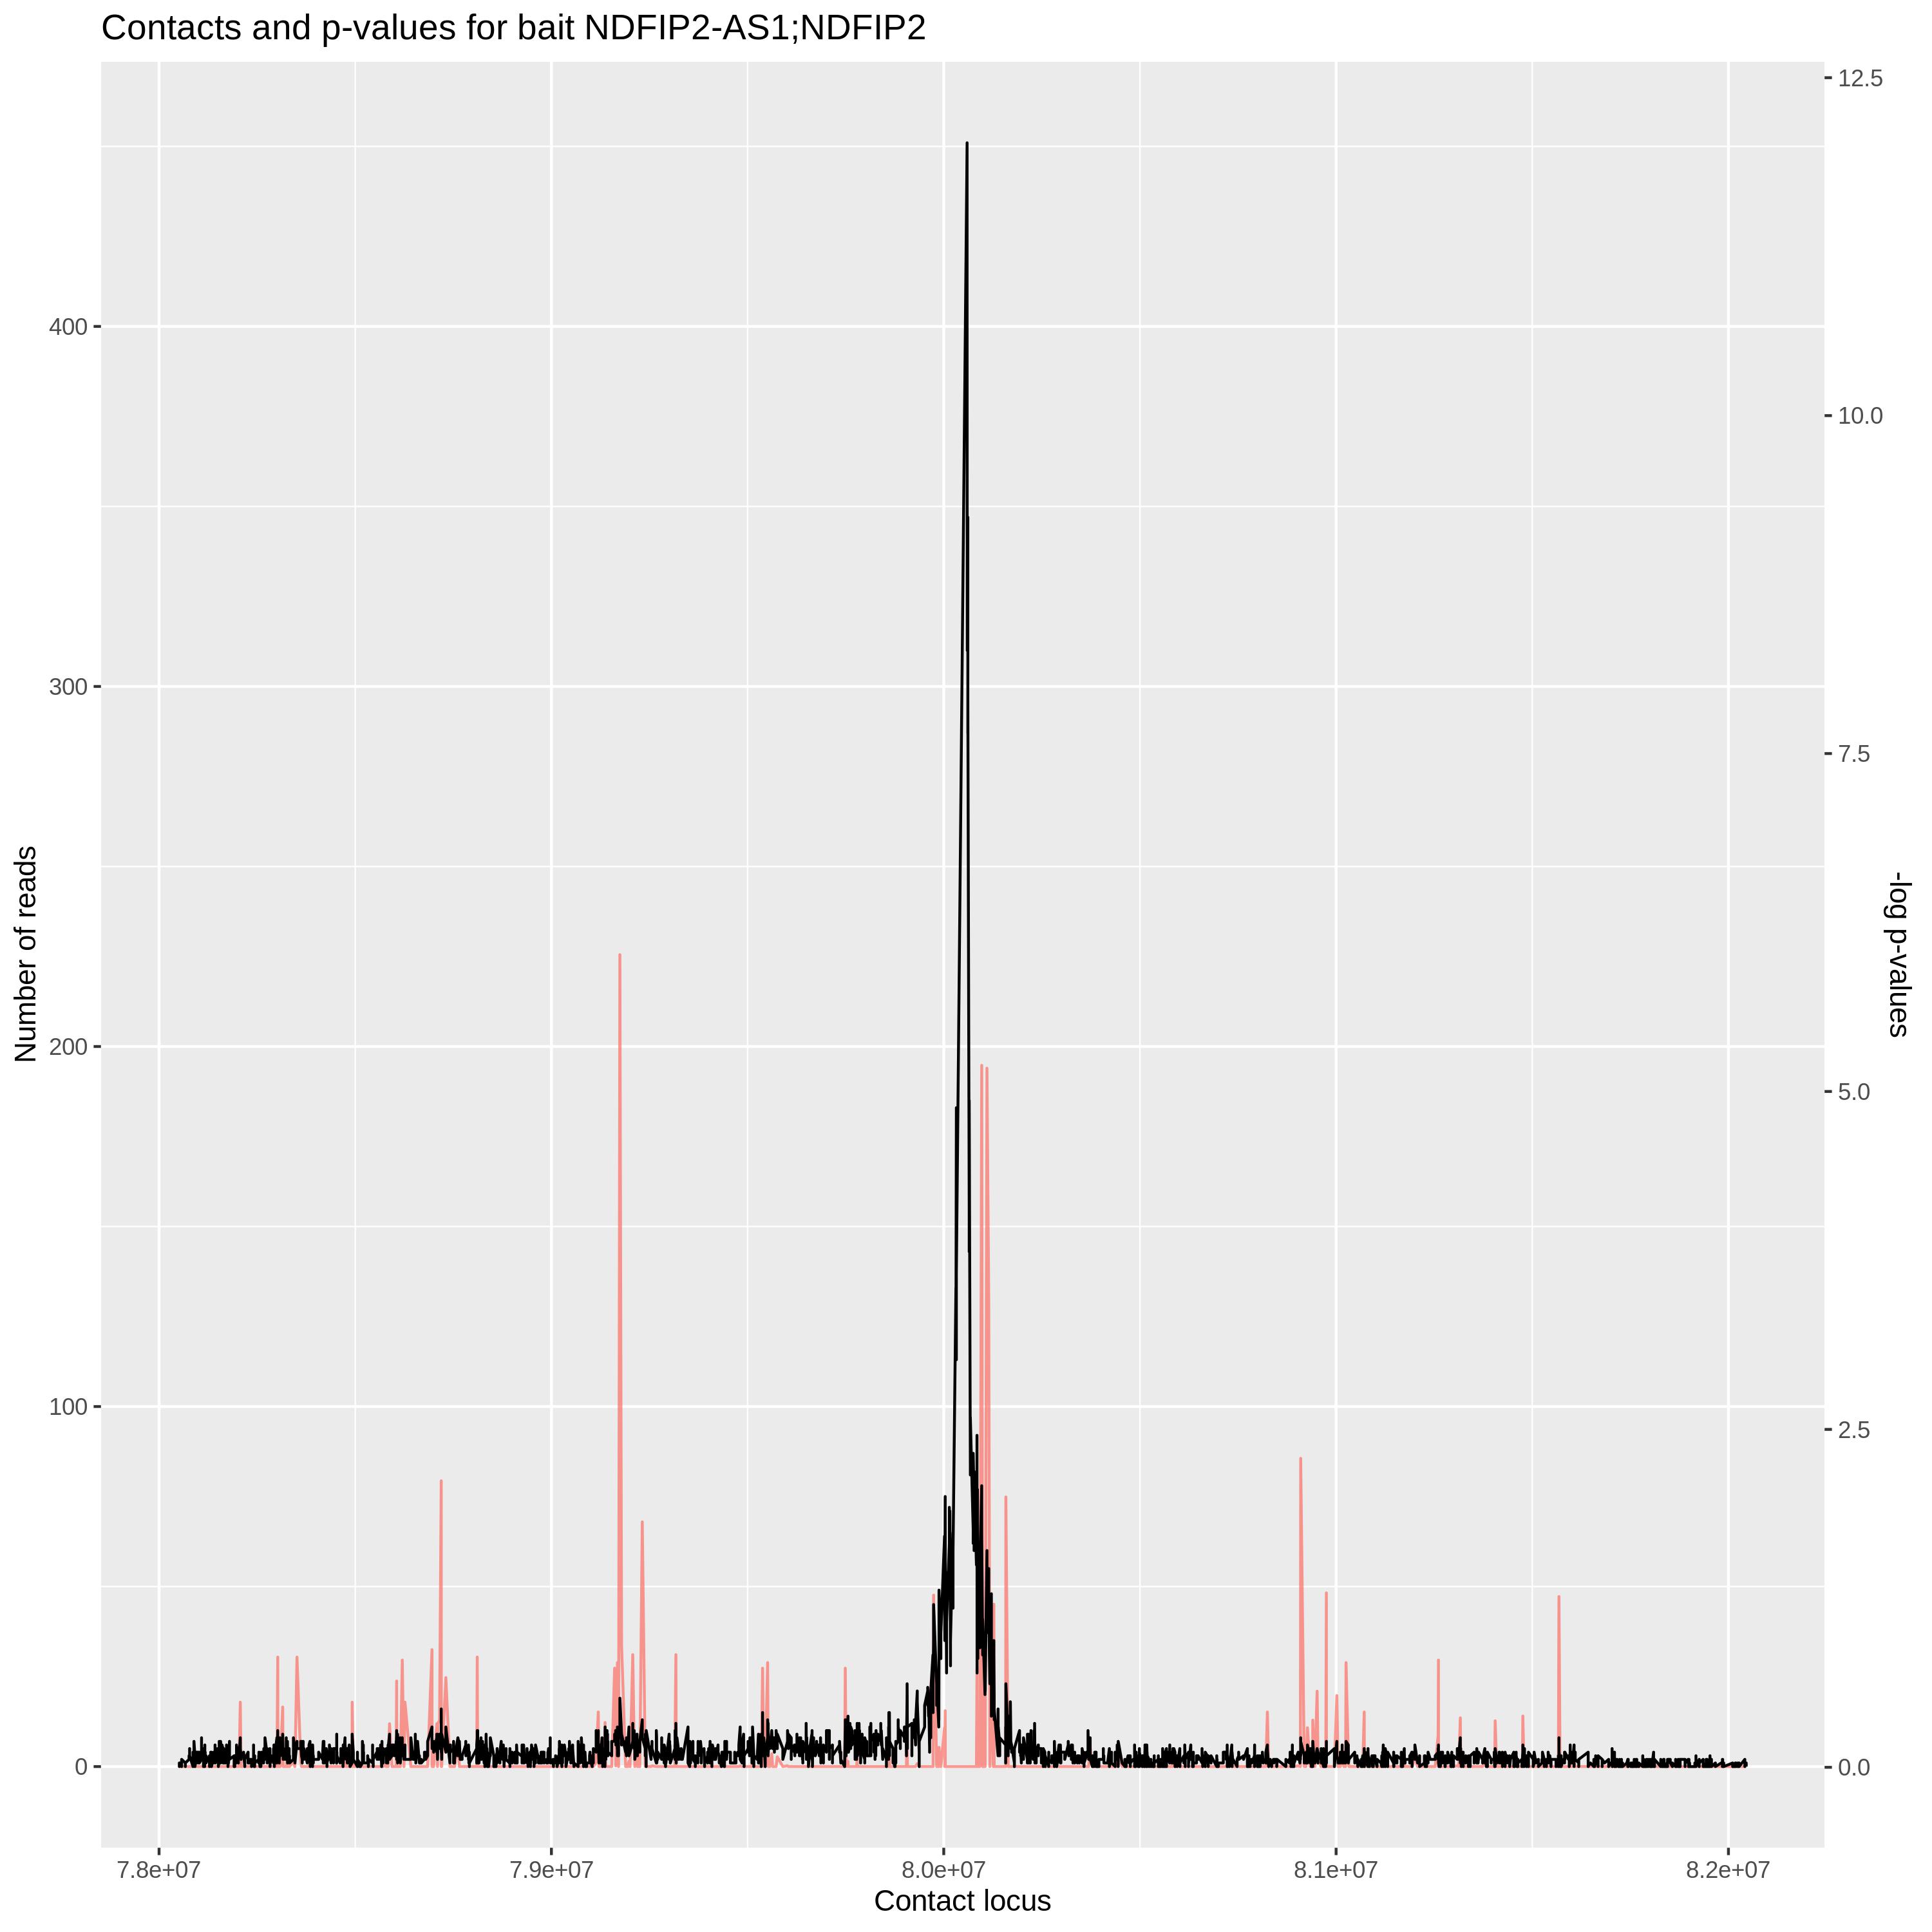 Contacts and p-values for bait NDFIP2-AS1;NDFIP2
Number of reads
400
300
200
100
0
12.5
10.0
7.5
5.0
2.5
0.0
-log p-values
7.8e+07
7.9e+07
8.0e+07
8.1e+07
8.2e+07
Contact locus